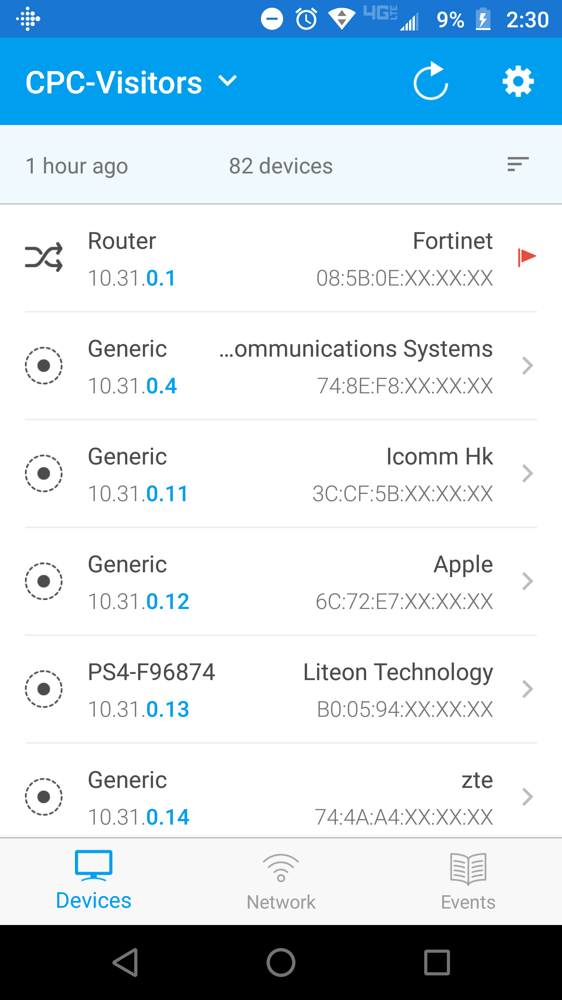 4G LTE 9% 2:30
CPC-Visitors
1 hour ago 82 devices
Router Fortinet
10.31.0.1 08:5B:0E:XX:XX:XX
Generic ...ommunications Systems
10.31.0.4 74:8E:F8:XX:XX:XX
Generic Icomm Hk
10.31.0.11 3C:CF:5B:XX:XX:XX
Generic Apple
10.31.0.12 6C:72:E7:XX:XX:XX
PS4-F96874 Liteon Technology
10.31.0.13 B0:05:94:XX:XX:XX
Generic zte
10.31.0.14 74:4A:A4:XX:XX:XX
Devices Network Events